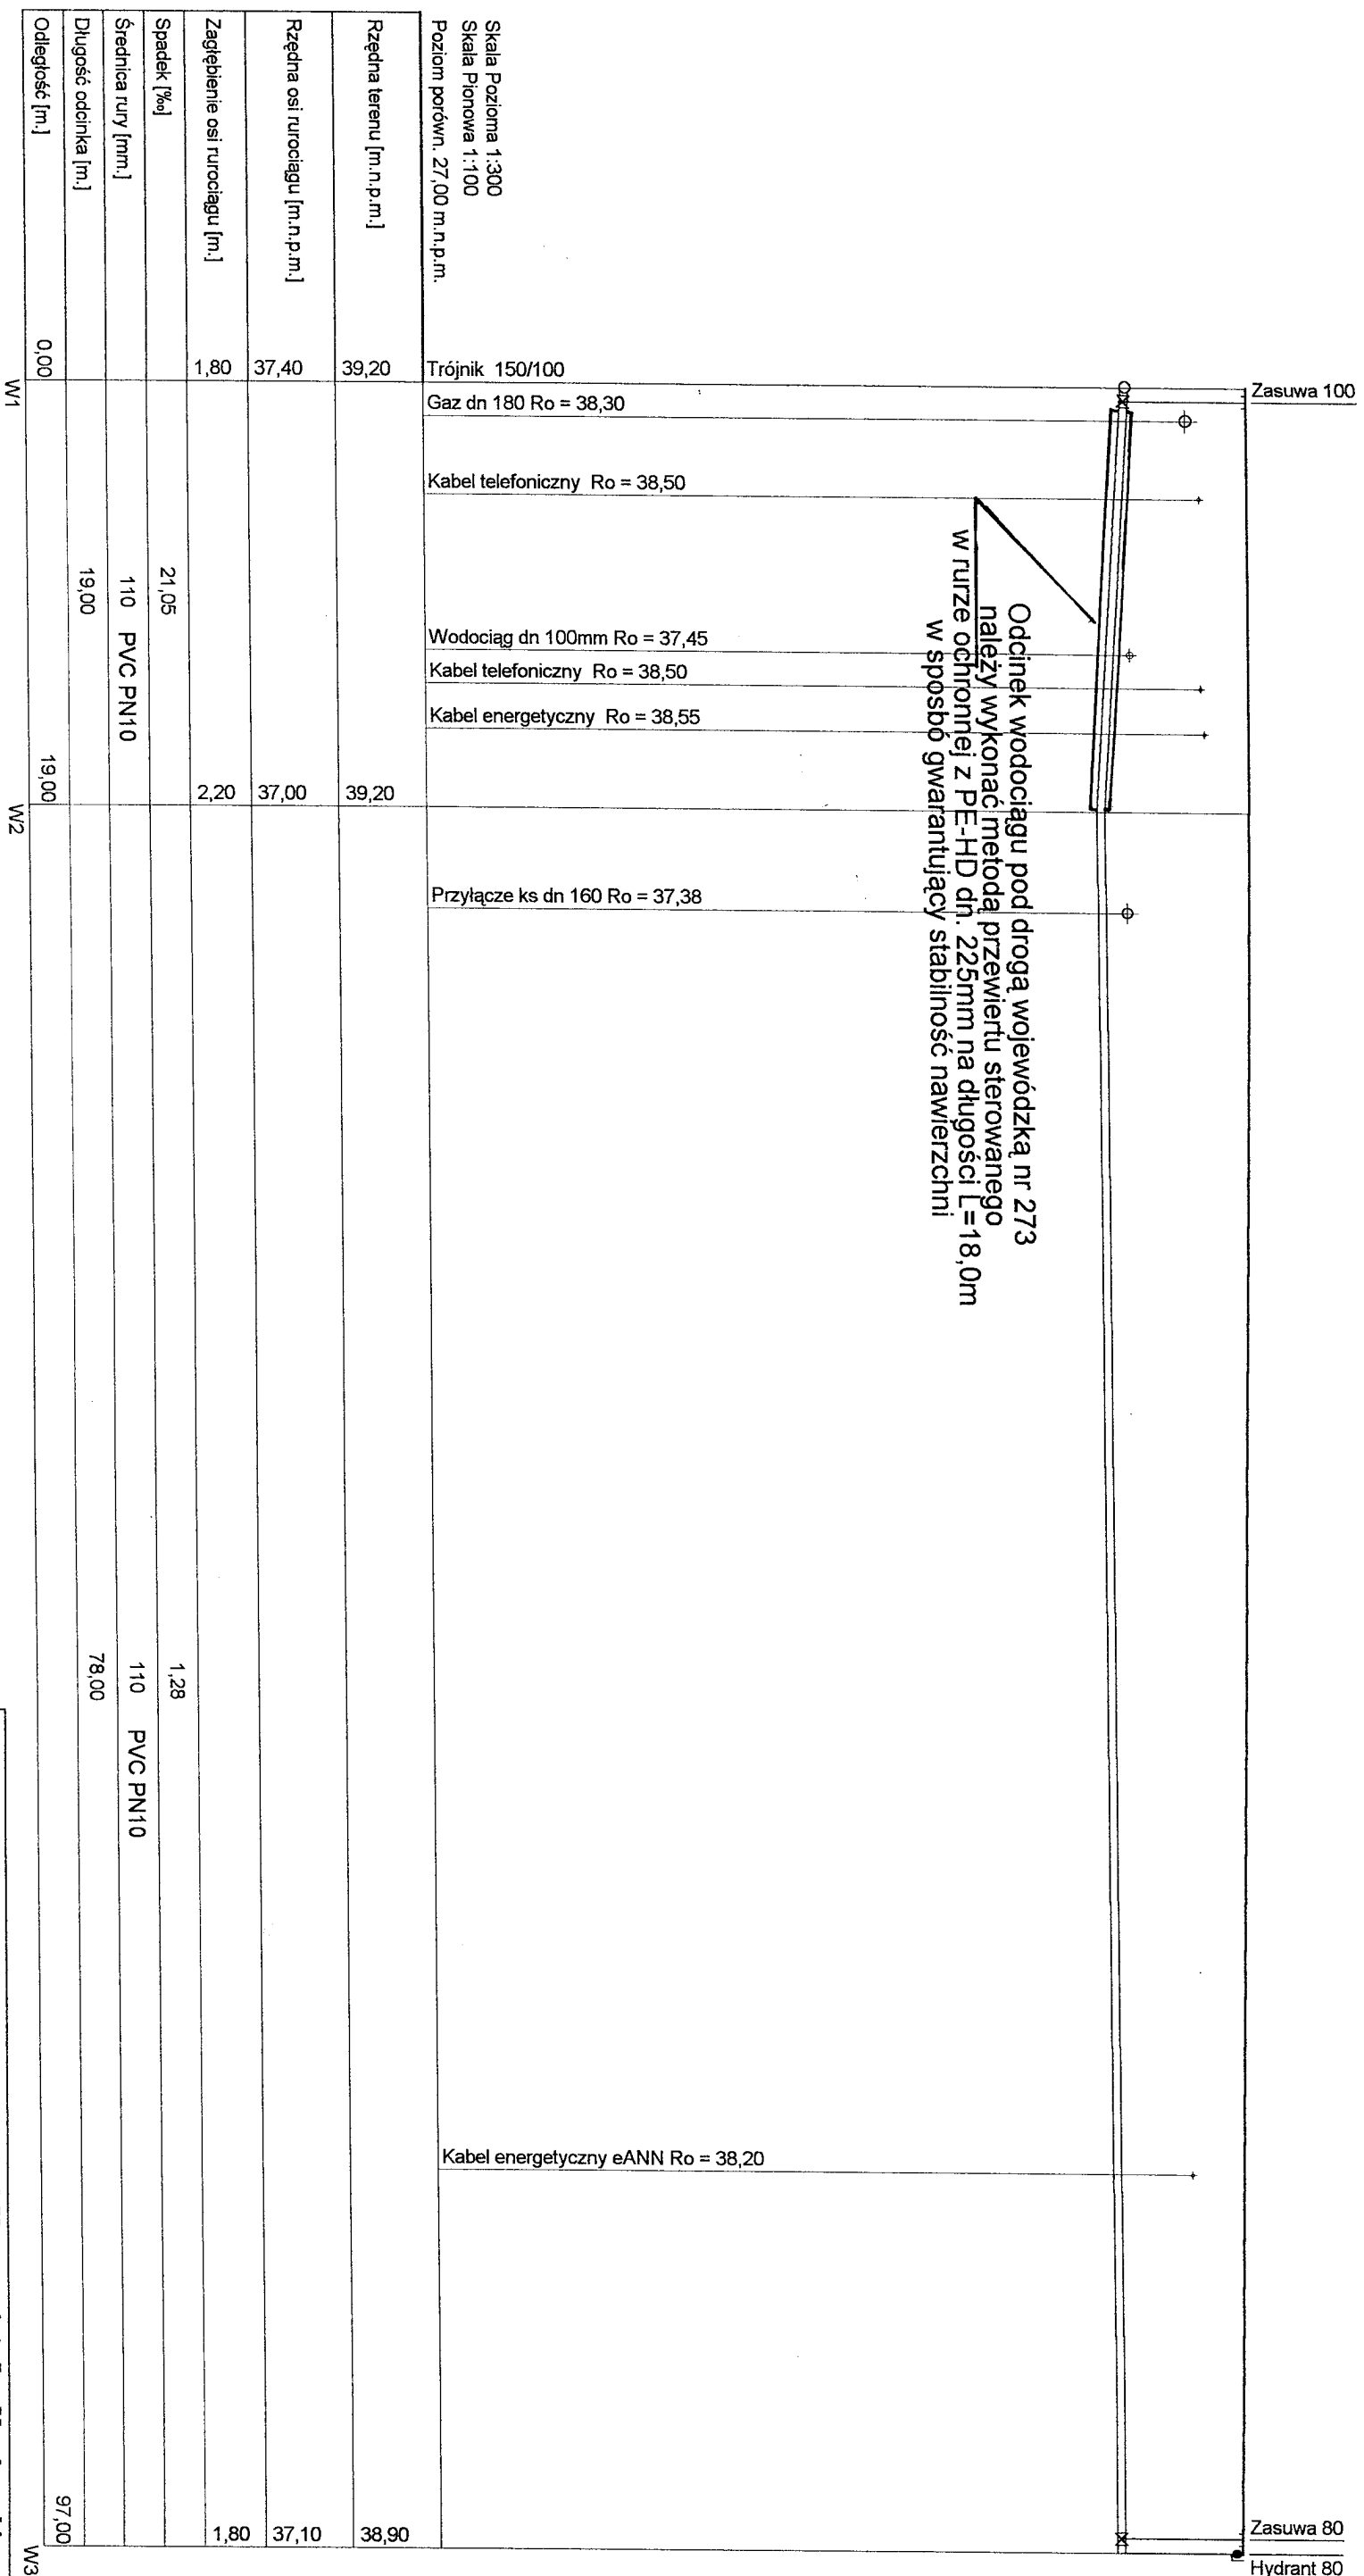 Zasuwa 100
Zasuwa 80
Hydrant 80
Odcinek wodociągu pod drogą wojewódzką nr 273
należy wykonać metodą przewiertu sterowanego
w rurze ochronnej z PE-HD dn. 225mm na długości L=18,0m
w sposbó gwarantujący stabilność nawierzchni
Skala Pozioma 1:300
Skala Pionowa 1:100
Poziom porówn. 27,00 m.n.p.m.
Trójnik 150/100
Gaz dn 180 Ro = 38,30
Kabel telefoniczny Ro = 38,50
Wodociąg dn 100mm Ro = 37,45
Kabel telefoniczny Ro = 38,50
Kabel energetyczny Ro = 38,55
Przyłącze ks dn 160 Ro = 37,38
Kabel energetyczny eANN Ro = 38,20
Rzędna terenu [m.n.p.m.] 39,20 39,20 38,90
Rzędna osi rurociągu [m.n.p.m.] 37,40 37,00 37,10
Zagłębienie osi rurociągu [m.] 1,80 2,20 1,80
Spadek [‰] 21,05 1,28
Średnica rury [mm.] 110 PVC PN10 110 PVC PN10
Długość odcinka [m.] 19,00 78,00
Odległość [m.] 0,00 19,00 97,00
W1 W2 W3